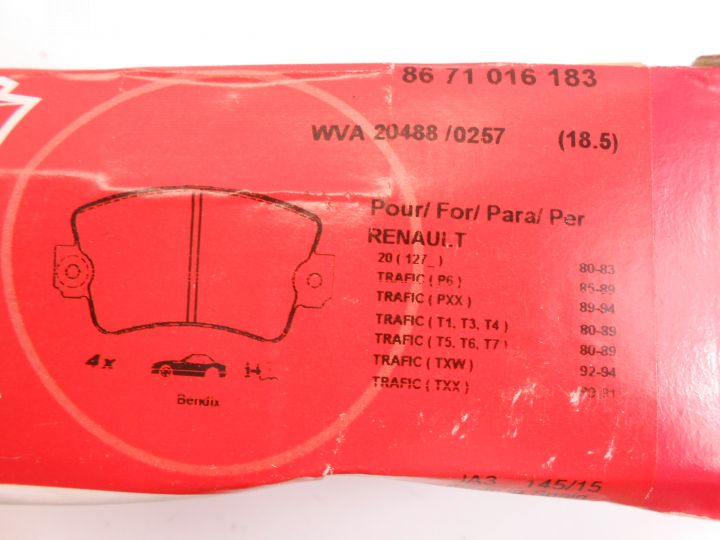 86 71 016 183
WVA 20488 /0257 (18.5)
Pour/ For/ Para/ Per
RENAULT
20 ( 127_ ) 80-83
TRAFIC ( P6 ) 85-89
TRAFIC ( PXX ) 89-94
TRAFIC ( T1, T3, T4 ) 80-89
TRAFIC ( T5, T6, T7 ) 80-89
TRAFIC ( TXW ) 92-94
TRAFIC ( TXX )
4x
Bendix
145/15